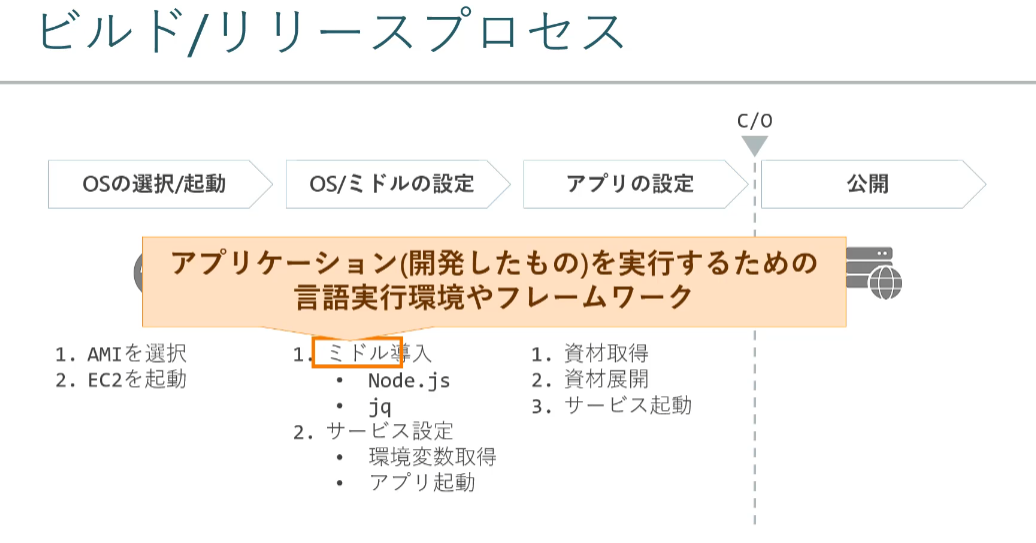 ビルド/リリースプロセス
C/O
OSの選択/起動
OS/ミドルの設定
アプリの設定
公開
アプリケーション(開発したもの)を実行するための
言語実行環境やフレームワーク
1. AMIを選択
2. EC2を起動
1. ミドル導入
• Node.js
• jq
2. サービス設定
• 環境変数取得
• アプリ起動
1. 資材取得
2. 資材展開
3. サービス起動